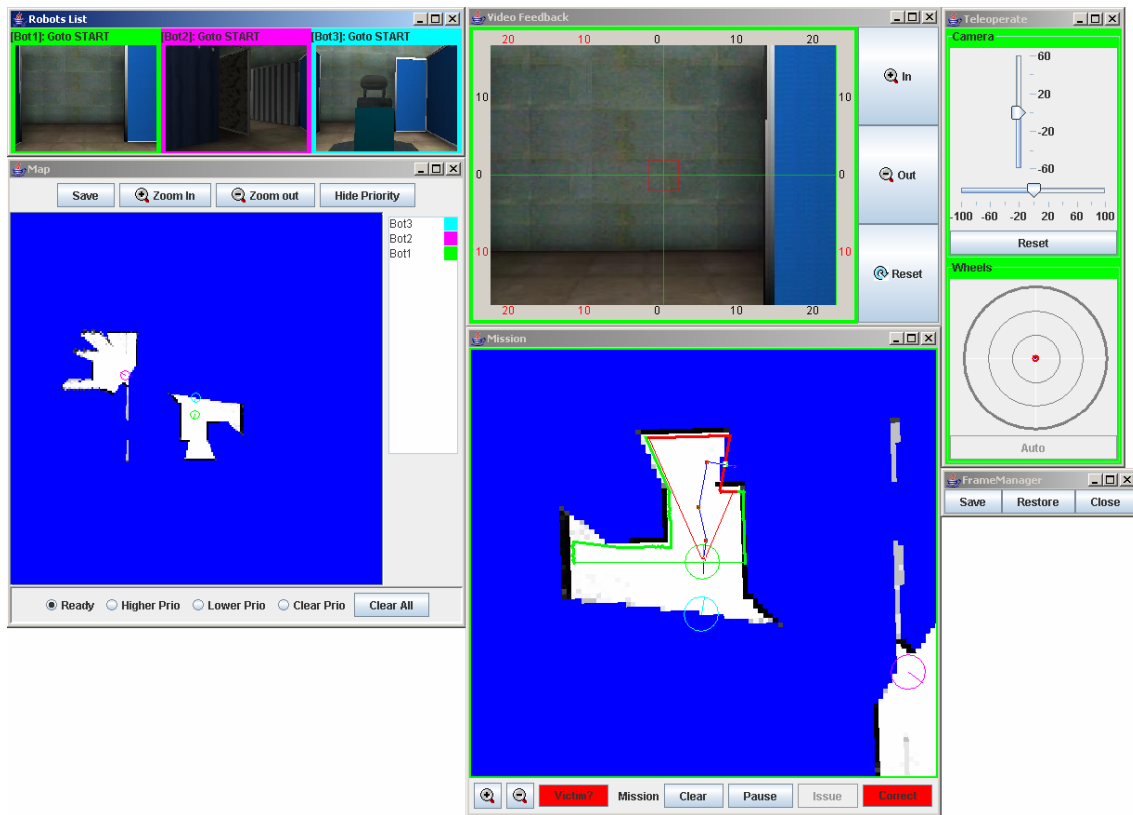 Robots List
[Bot1]: Goto START
[Bot2]: Goto START
[Bot3]: Goto START
Video Feedback
20 10 0 10 20
10 10
0 0
10 10
20 10 0 10 20
In
Out
Reset
Teleoperate
Camera
60
20
-20
-60
-100 -60 -20 20 60 100
Reset
Wheels
Auto
Map
Save
Zoom In
Zoom out
Hide Priority
Bot3
Bot2
Bot1
Ready
Higher Prio
Lower Prio
Clear Prio
Clear All
Mission
Victim?
Mission
Clear
Pause
Issue
Correct
FrameManager
Save
Restore
Close